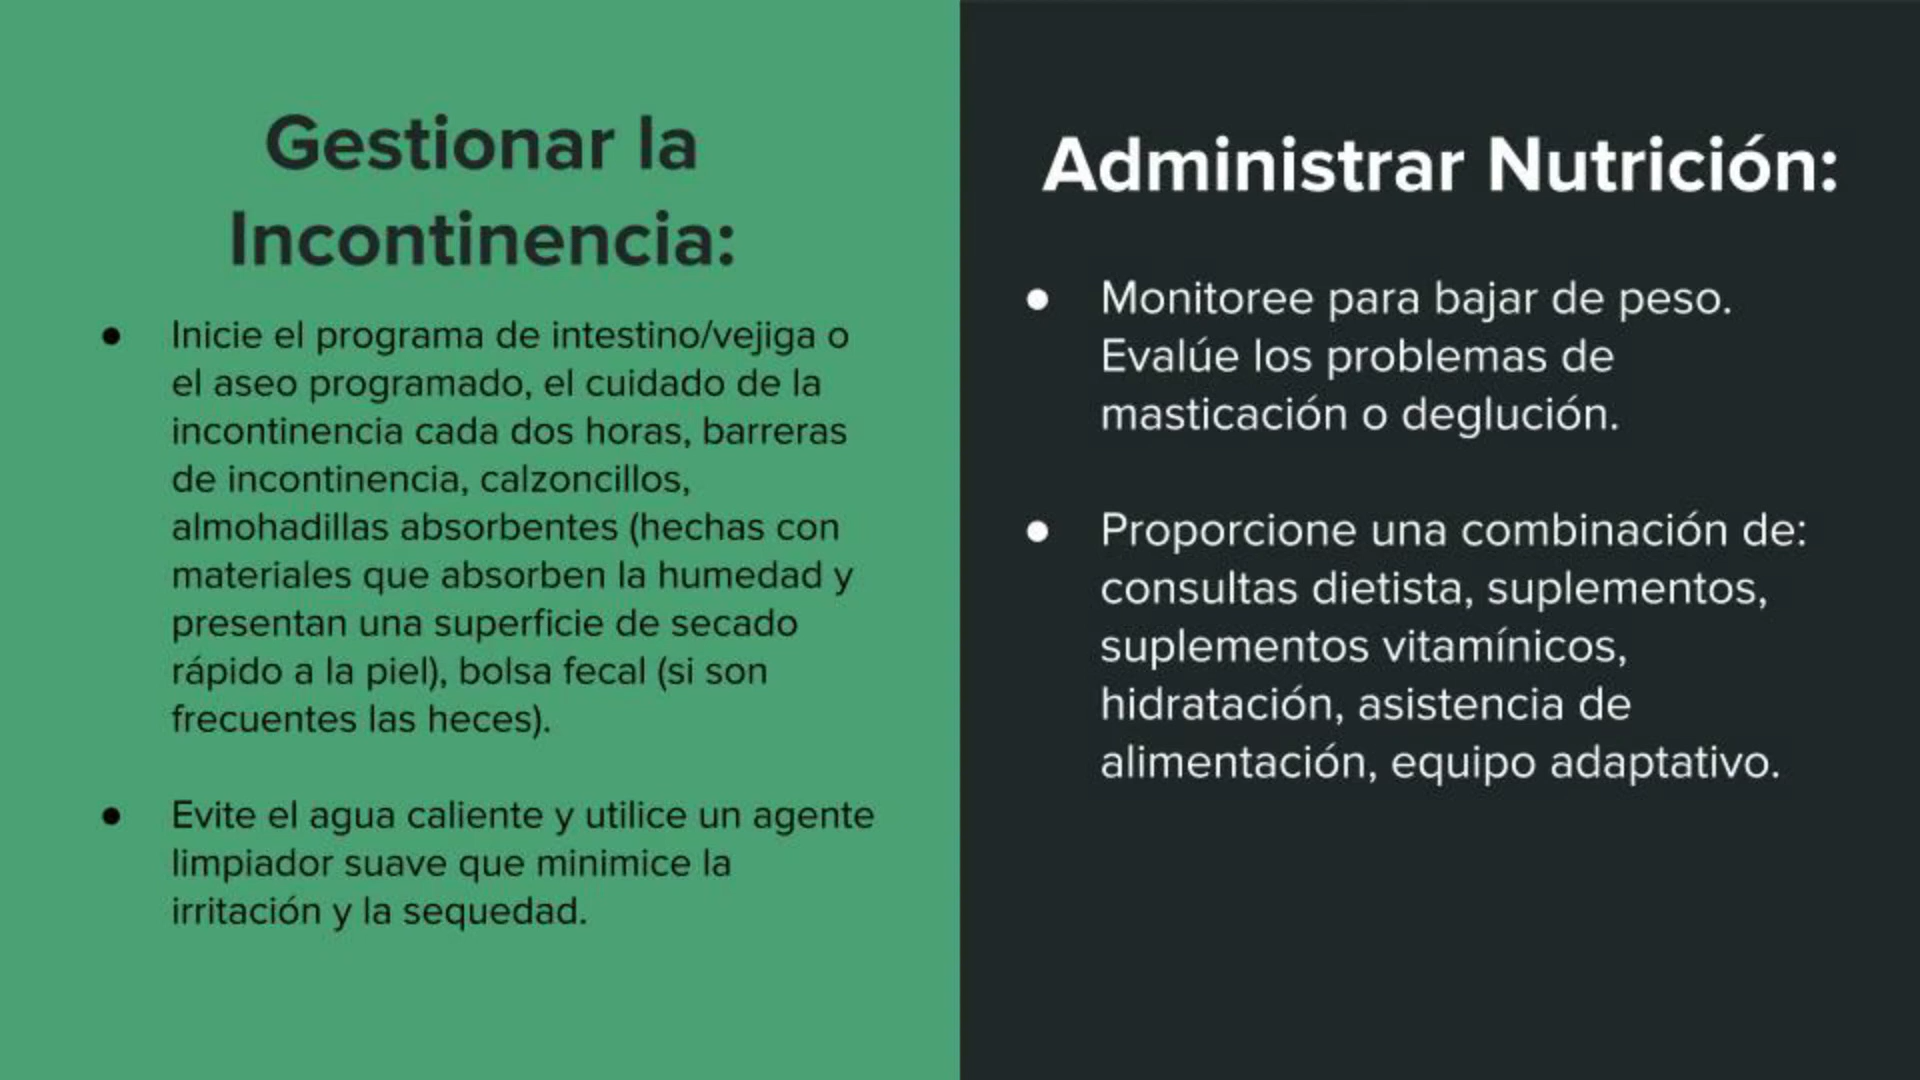 Gestionar la
Incontinencia:
● Inicie el programa de intestino/vejiga o
el aseo programado, el cuidado de la
incontinencia cada dos horas, barreras
de incontinencia, calzoncillos,
almohadillas absorbentes (hechas con
materiales que absorben la humedad y
presentan una superficie de secado
rápido a la piel), bolsa fecal (si son
frecuentes las heces).
● Evite el agua caliente y utilice un agente
limpiador suave que minimice la
irritación y la sequedad.
Administrar Nutrición:
● Monitoree para bajar de peso.
Evalúe los problemas de
masticación o deglución.
● Proporcione una combinación de:
consultas dietista, suplementos,
suplementos vitamínicos,
hidratación, asistencia de
alimentación, equipo adaptativo.